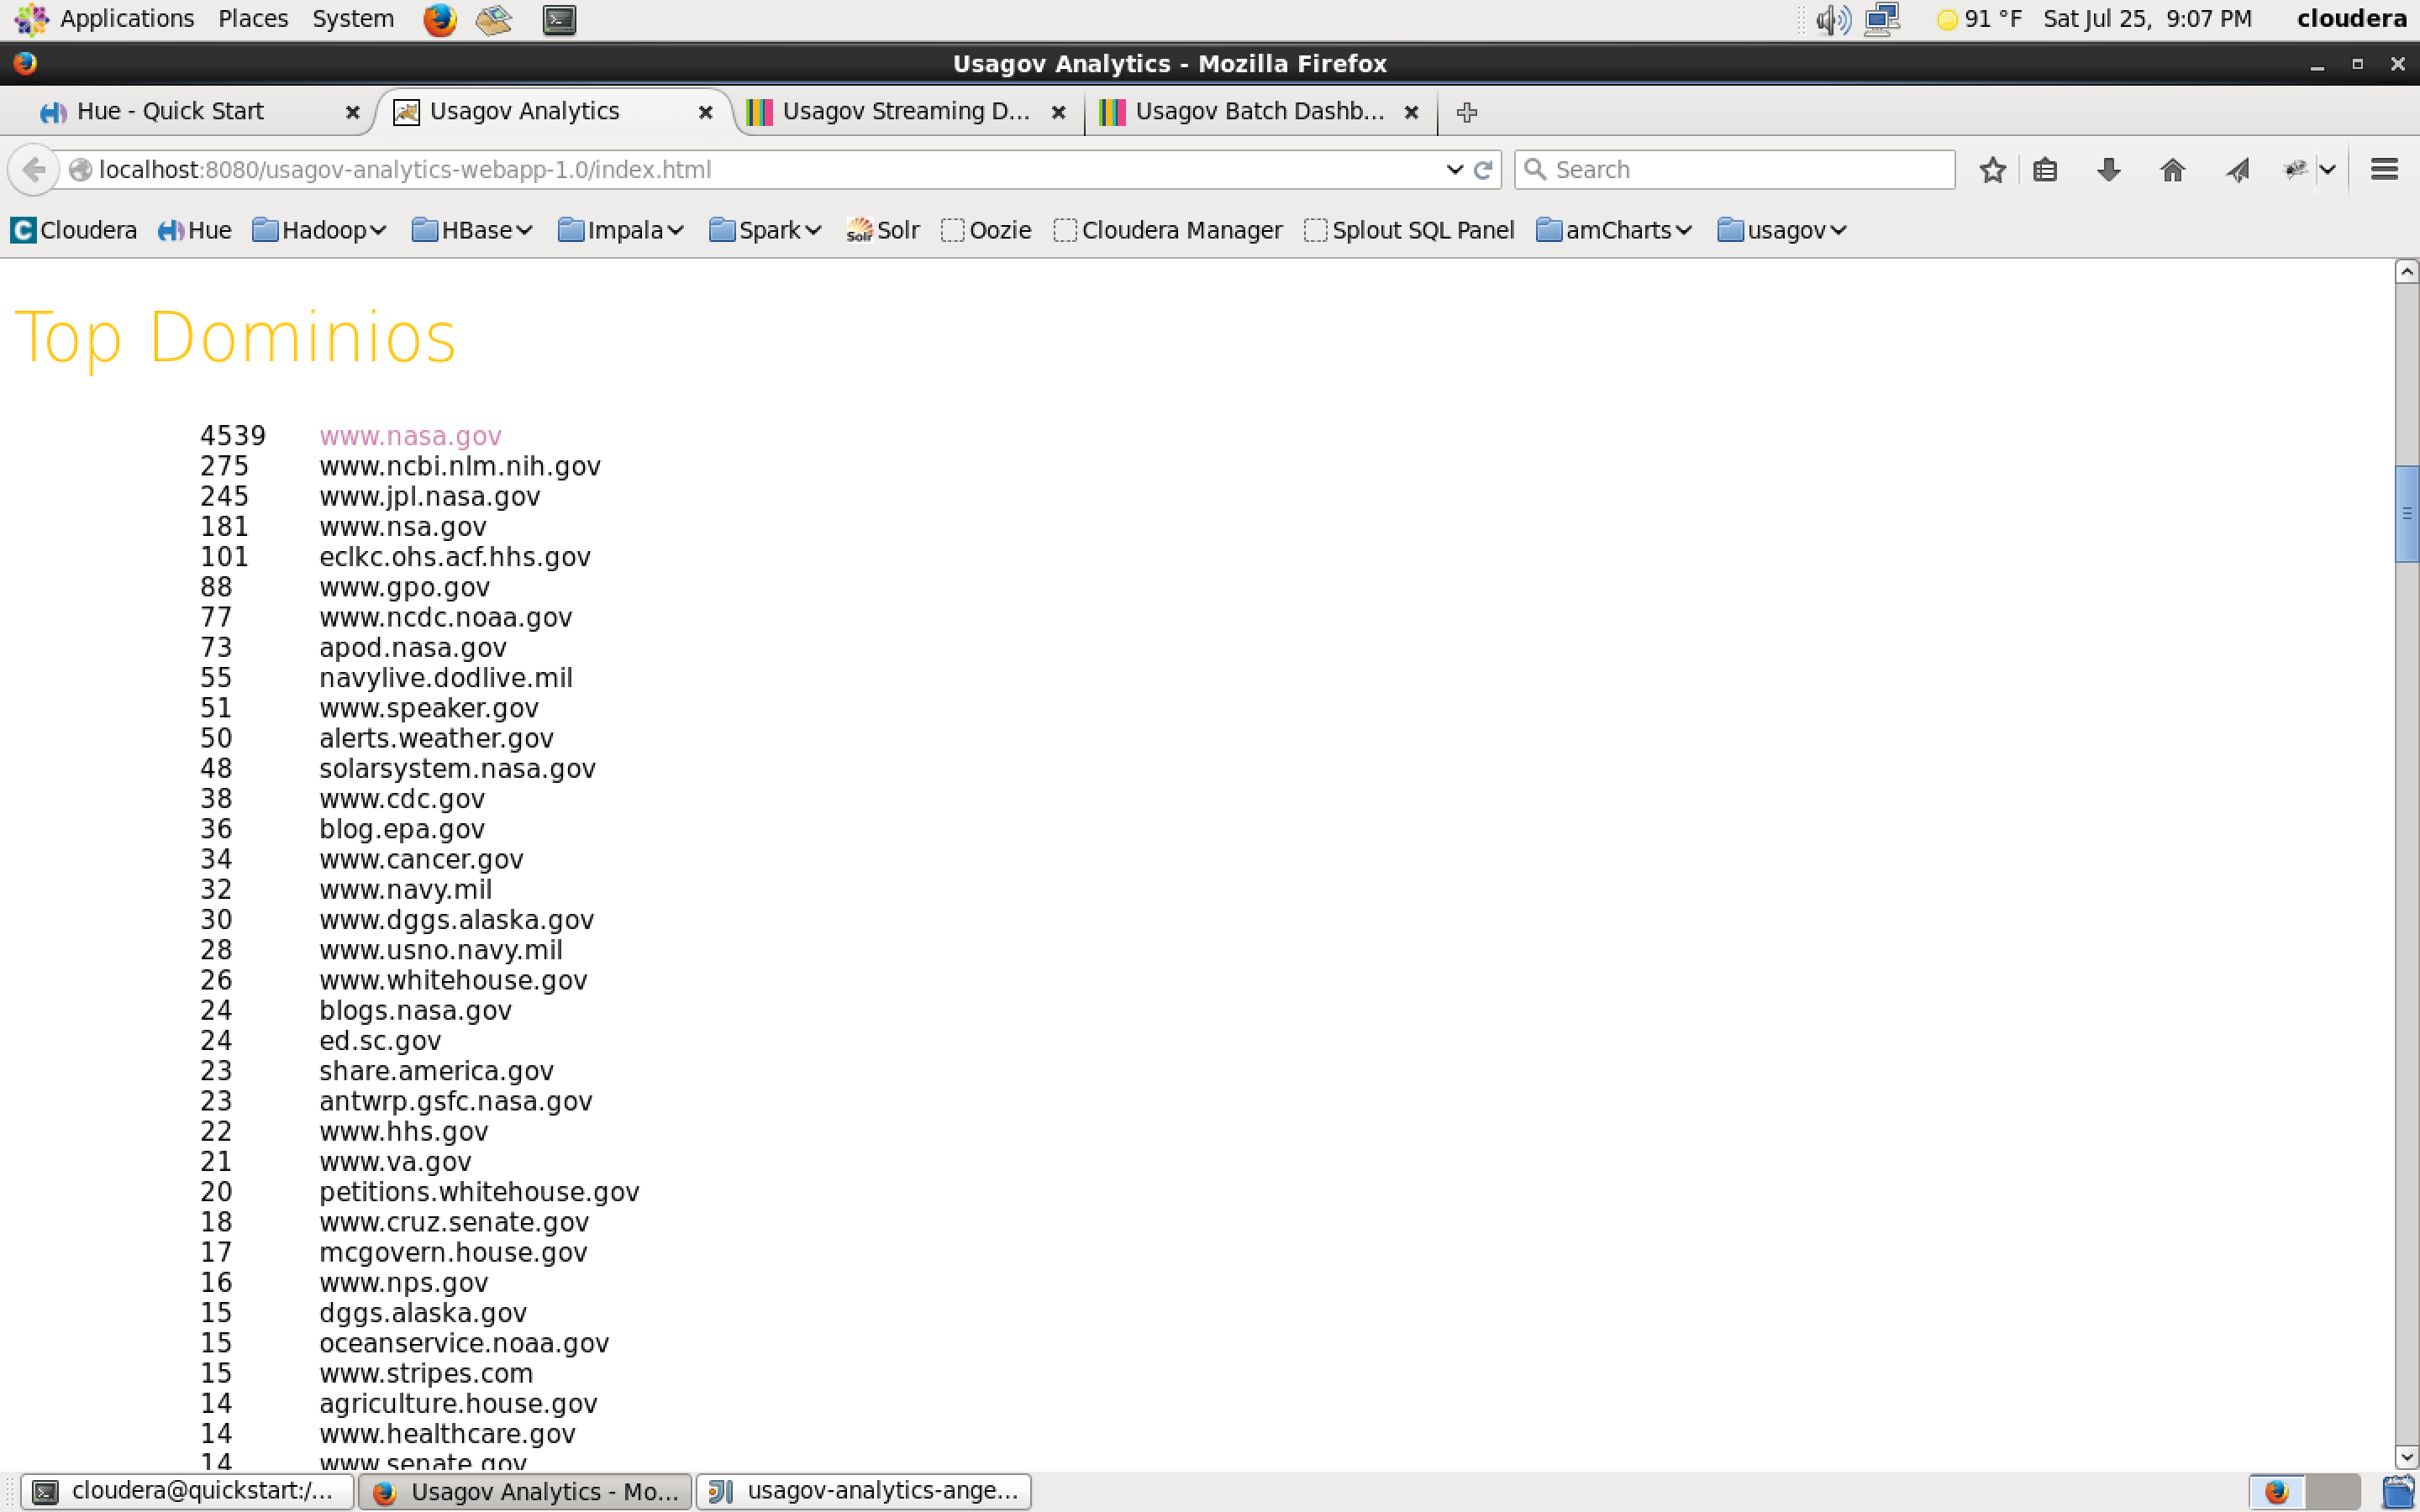 Applications Places System 91 °F Sat Jul 25, 9:07 PM cloudera
Usagov Analytics - Mozilla Firefox
Hue - Quick Start Usagov Analytics Usagov Streaming D... Usagov Batch Dashb...
localhost:8080/usagov-analytics-webapp-1.0/index.html Search
Cloudera Hue Hadoop HBase Impala Spark Solr Oozie Cloudera Manager Splout SQL Panel amCharts usagov
Top Dominios
4539 www.nasa.gov
275 www.ncbi.nlm.nih.gov
245 www.jpl.nasa.gov
181 www.nsa.gov
101 eclkc.ohs.acf.hhs.gov
88 www.gpo.gov
77 www.ncdc.noaa.gov
73 apod.nasa.gov
55 navylive.dodlive.mil
51 www.speaker.gov
50 alerts.weather.gov
48 solarsystem.nasa.gov
38 www.cdc.gov
36 blog.epa.gov
34 www.cancer.gov
32 www.navy.mil
30 www.dggs.alaska.gov
28 www.usno.navy.mil
26 www.whitehouse.gov
24 blogs.nasa.gov
24 ed.sc.gov
23 share.america.gov
23 antwrp.gsfc.nasa.gov
22 www.hhs.gov
21 www.va.gov
20 petitions.whitehouse.gov
18 www.cruz.senate.gov
17 mcgovern.house.gov
16 www.nps.gov
15 dggs.alaska.gov
15 oceanservice.noaa.gov
15 www.stripes.com
14 agriculture.house.gov
14 www.healthcare.gov
14 www.senate.gov
cloudera@quickstart:/... Usagov Analytics - Mo... usagov-analytics-ange...